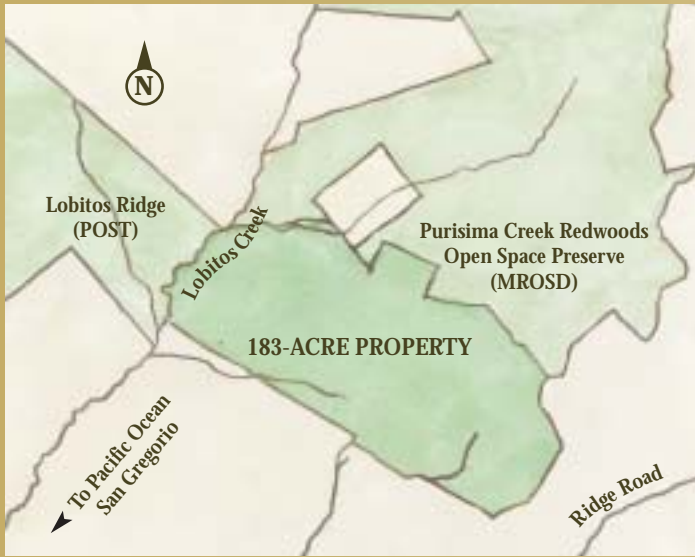 N
Lobitos Ridge
(POST)
Lobitos Creek
Purisima Creek Redwoods
Open Space Preserve
(MROSD)
183-ACRE PROPERTY
To Pacific Ocean
San Gregorio
Ridge Road